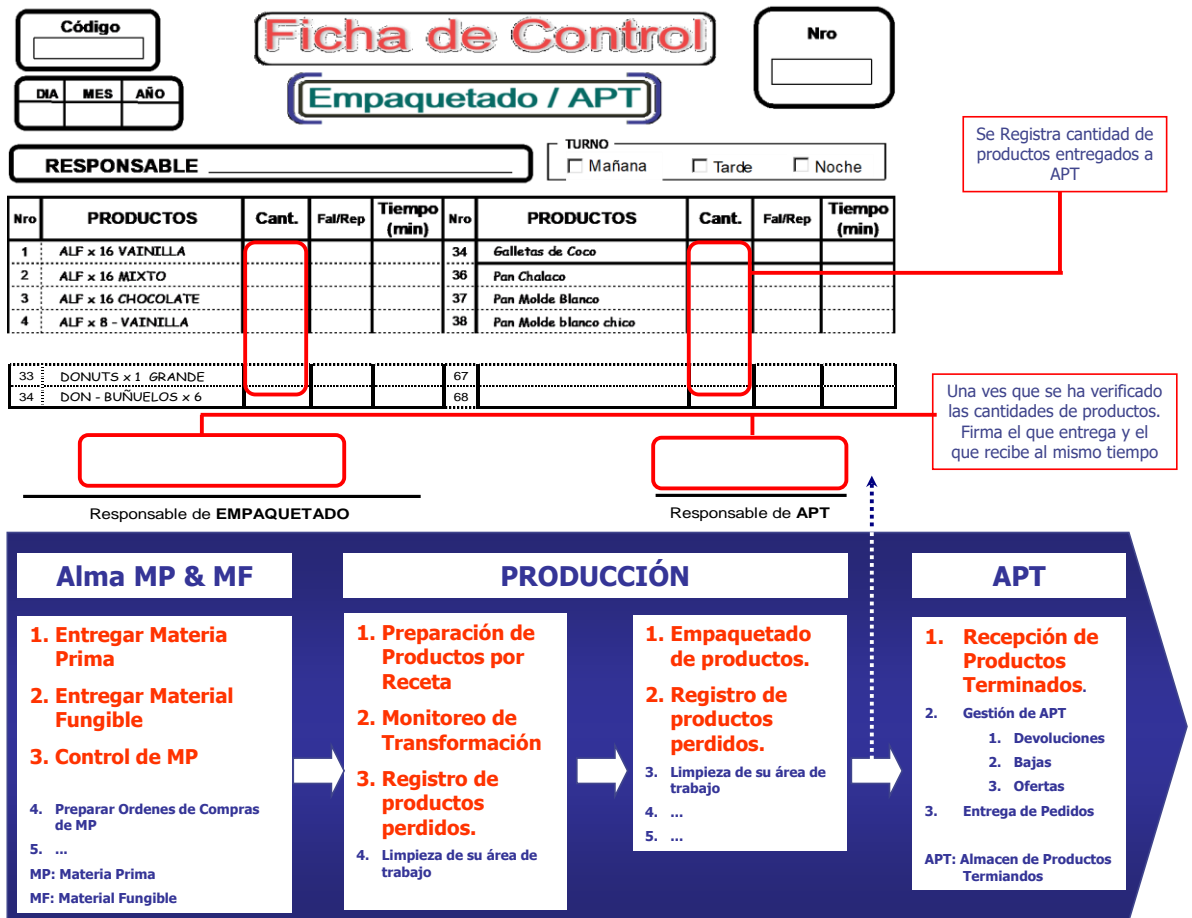 Código
Ficha de Control
Nro
DIA MES AÑO
Empaquetado / APT
RESPONSABLE
TURNO
Mañana Tarde Noche
Se Registra cantidad de
productos entregados a
APT
Nro PRODUCTOS Cant. Fal/Rep Tiempo (min) Nro PRODUCTOS Cant. Fal/Rep Tiempo (min)
1 ALF x 16 VAINILLA 34 Galletas de Coco
2 ALF x 16 MIXTO 36 Pan Chalaco
3 ALF x 16 CHOCOLATE 37 Pan Molde Blanco
4 ALF x 8 - VAINILLA 38 Pan Molde blanco chico
33 DONUTS x 1 GRANDE 67
34 DON - BUÑUELOS x 6 68
Una ves que se ha verificado
las cantidades de productos.
Firma el que entrega y el
que recibe al mismo tiempo
Responsable de EMPAQUETADO
Responsable de APT
Alma MP & MF
1. Entregar Materia
Prima
2. Entregar Material
Fungible
3. Control de MP
4. Preparar Ordenes de Compras
de MP
5. ...
MP: Materia Prima
MF: Material Fungible
PRODUCCIÓN
1. Preparación de
Productos por
Receta
2. Monitoreo de
Transformación
3. Registro de
productos
perdidos.
4. Limpieza de su área de
trabajo
1. Empaquetado
de productos.
2. Registro de
productos
perdidos.
3. Limpieza de su área de
trabajo
4. ...
5. ...
APT
1. Recepción de
Productos
Terminados.
2. Gestión de APT
1. Devoluciones
2. Bajas
3. Ofertas
3. Entrega de Pedidos
APT: Almacen de Productos
Termiandos